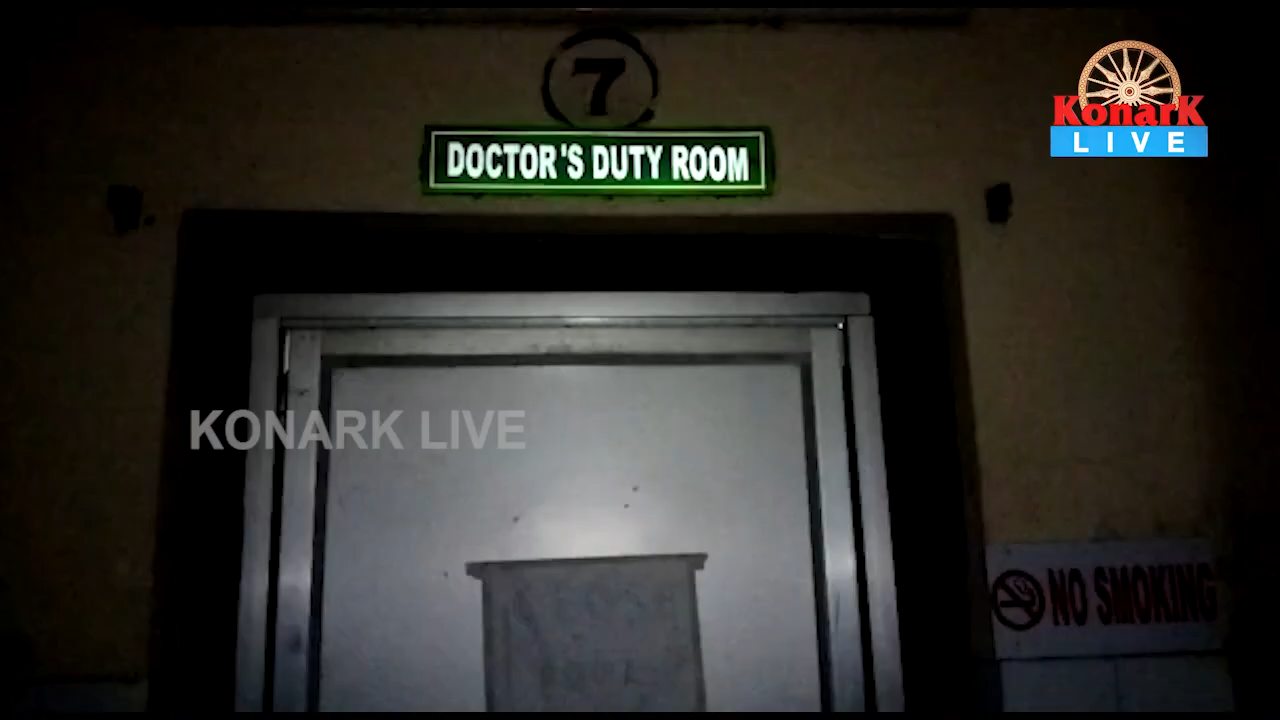 7
DOCTOR'S DUTY ROOM
KonarK
LIVE
KONARK LIVE
NO SMOKING